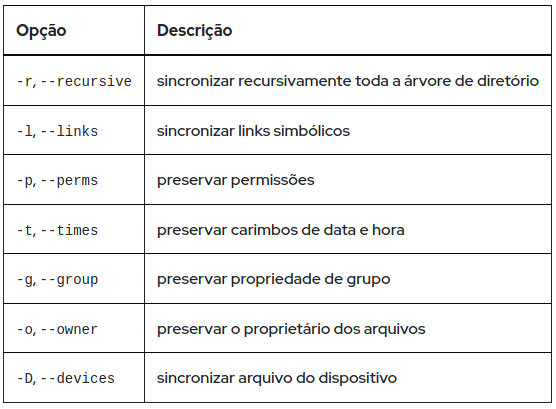 Opção Descrição
-r, --recursive sincronizar recursivamente toda a árvore de diretório
-l, --links sincronizar links simbólicos
-p, --perms preservar permissões
-t, --times preservar carimbos de data e hora
-g, --group preservar propriedade de grupo
-o, --owner preservar o proprietário dos arquivos
-D, --devices sincronizar arquivo do dispositivo